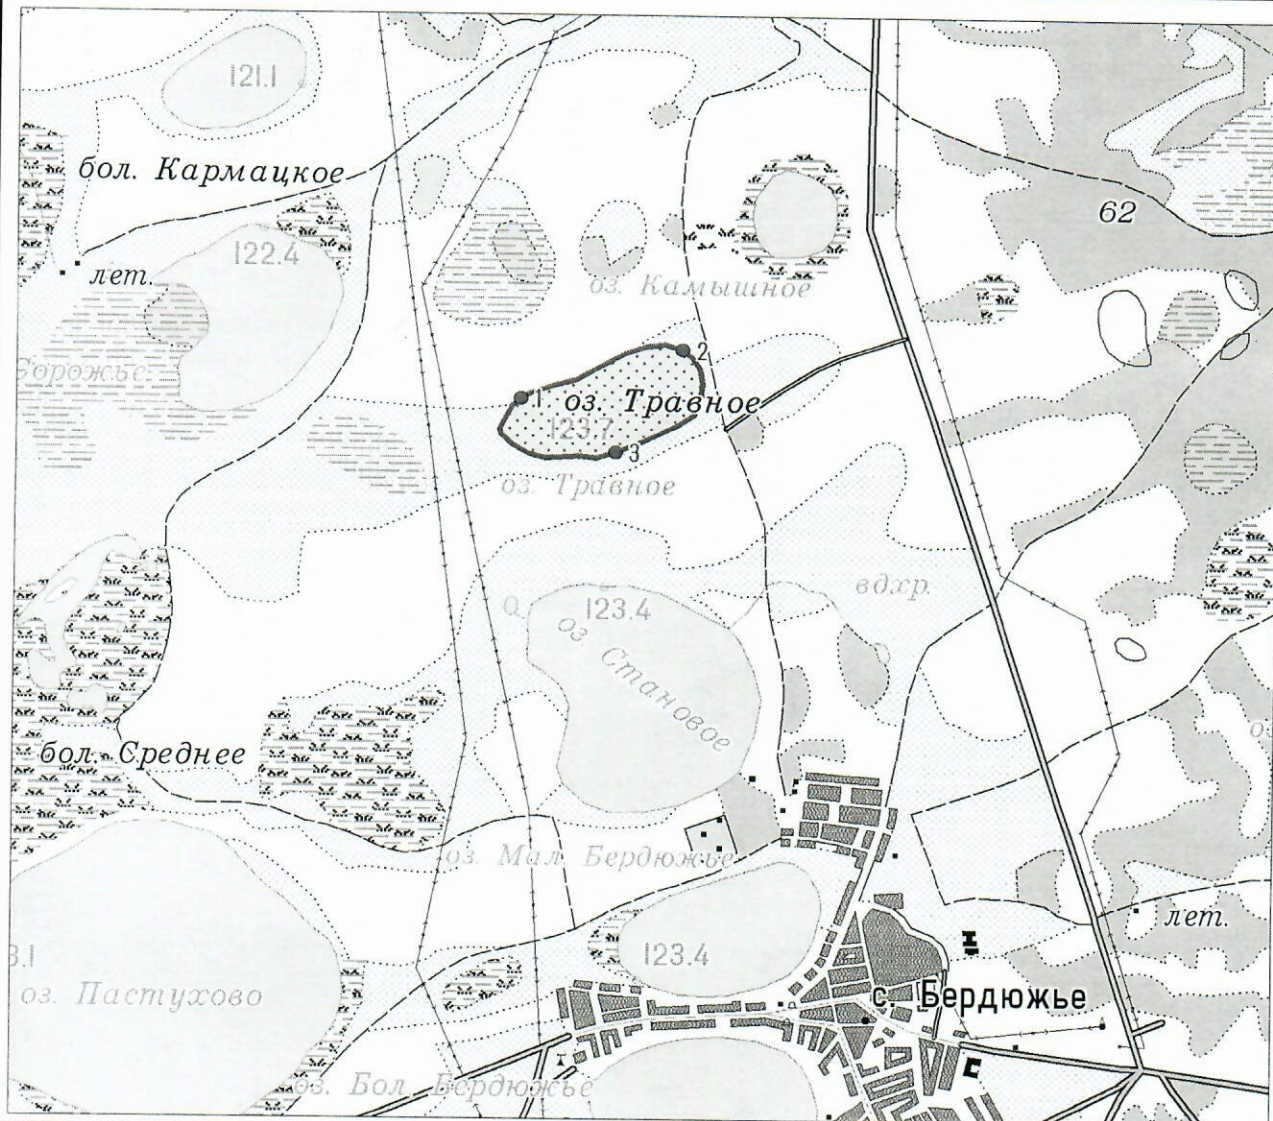 121.1
бол. Кармацкое
62
122.4
лет.
оз. Камышное
2
1
оз. Травное
123.7
3
оз. Травное
123.4
вдхр.
оз. Становое
бол. Среднее
оз. Мал. Бердюжье
лет.
123.4
оз. Пастухово
с. Бердюжье
оз. Бол. Бердюжье